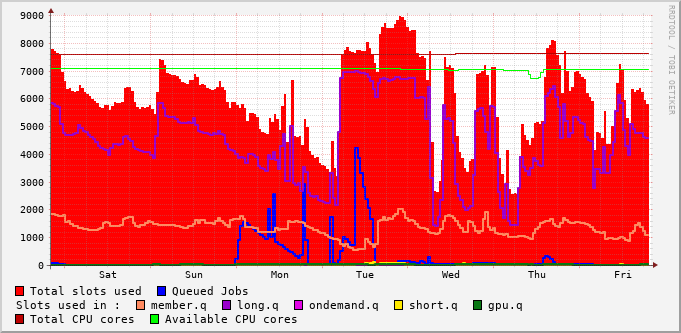 RRDTOOL / TOBI OETIKER
9000
8000
7000
6000
5000
4000
3000
2000
1000
0
Sat Sun Mon Tue Wed Thu Fri
Total slots used Queued Jobs
Slots used in : member.q long.q ondemand.q short.q gpu.q
Total CPU cores Available CPU cores